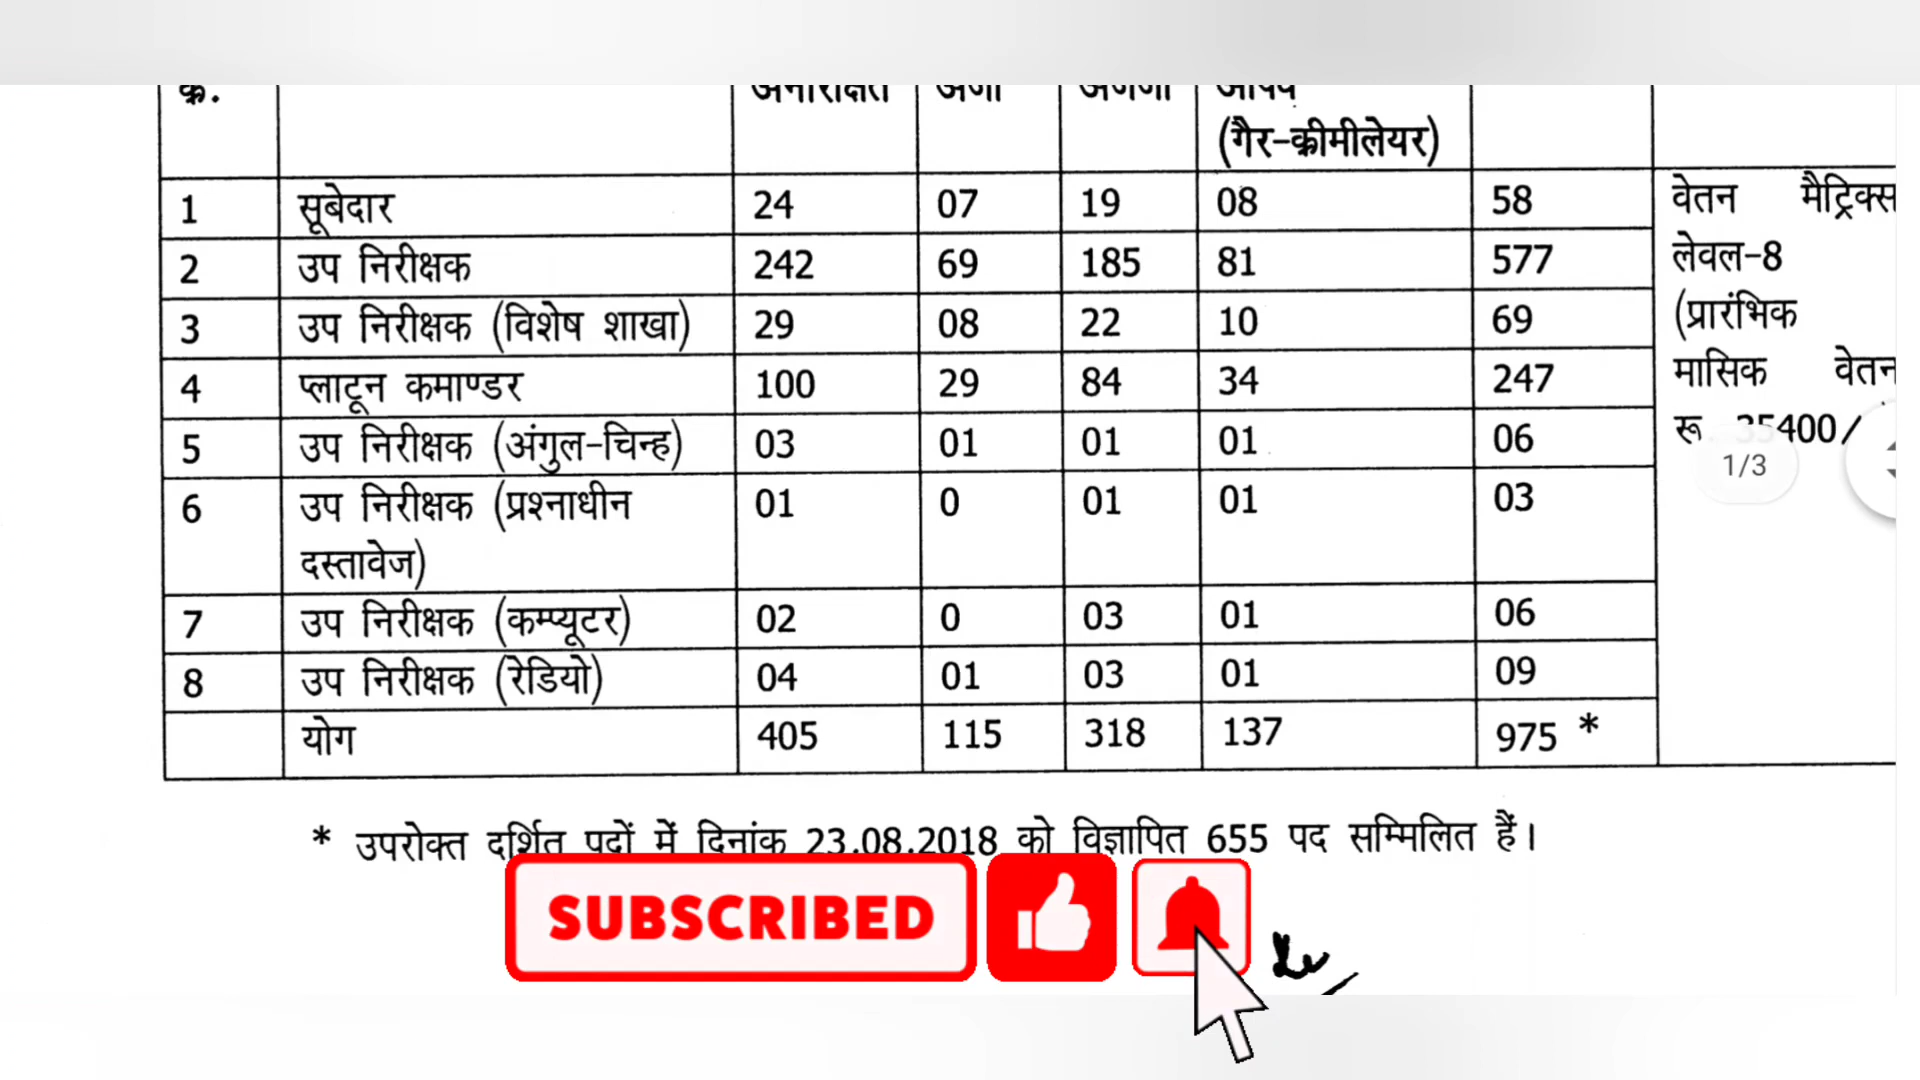 क्र. अनारक्षित अजा अजजा अपिव
(गैर-क्रीमीलेयर)
1 सूबेदार 24 07 19 08 58 वेतन मैट्रिक्स
2 उप निरीक्षक 242 69 185 81 577 लेवल-8
3 उप निरीक्षक (विशेष शाखा) 29 08 22 10 69 (प्रारंभिक
4 प्लाटून कमाण्डर 100 29 84 34 247 मासिक वेतन
5 उप निरीक्षक (अंगुल-चिन्ह) 03 01 01 01 06 रू. 35400/
1/3
6 उप निरीक्षक (प्रश्नाधीन 01 0 01 01 03
दस्तावेज)
7 उप निरीक्षक (कम्प्यूटर) 02 0 03 01 06
8 उप निरीक्षक (रेडियो) 04 01 03 01 09
योग 405 115 318 137 975 *
* उपरोक्त दर्शित पदों में दिनांक 23.08.2018 को विज्ञापित 655 पद सम्मिलित हैं।
SUBSCRIBED